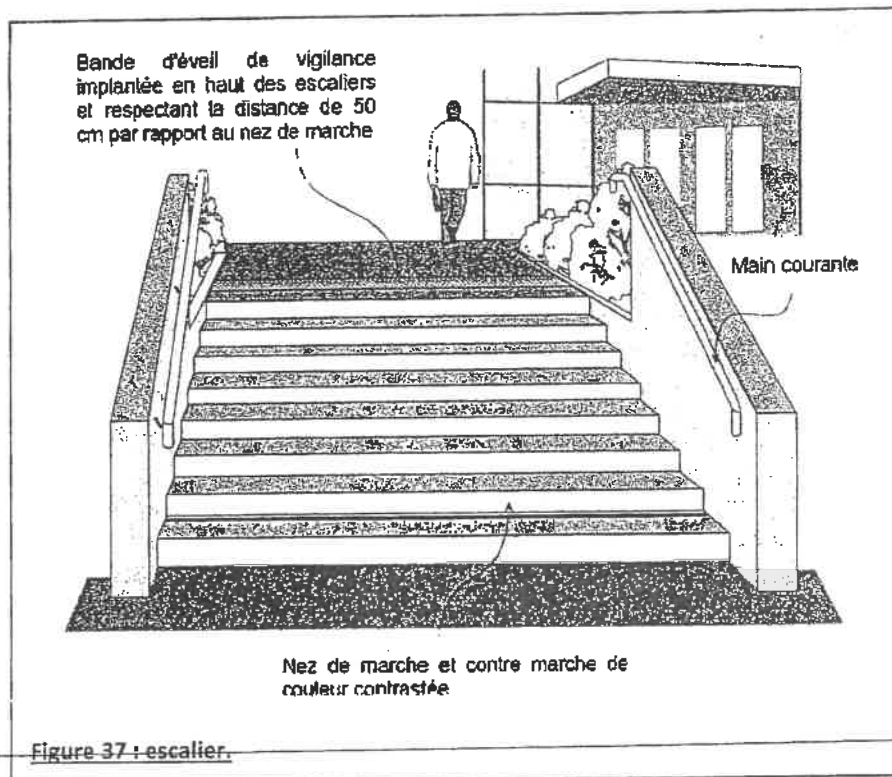 Bande d'éveil de vigilance
implantée en haut des escaliers
et respectant la distance de 50
cm par rapport au nez de marche
Main courante
Nez de marche et contre marche de
couleur contrastée
Figure 37 : escalier.